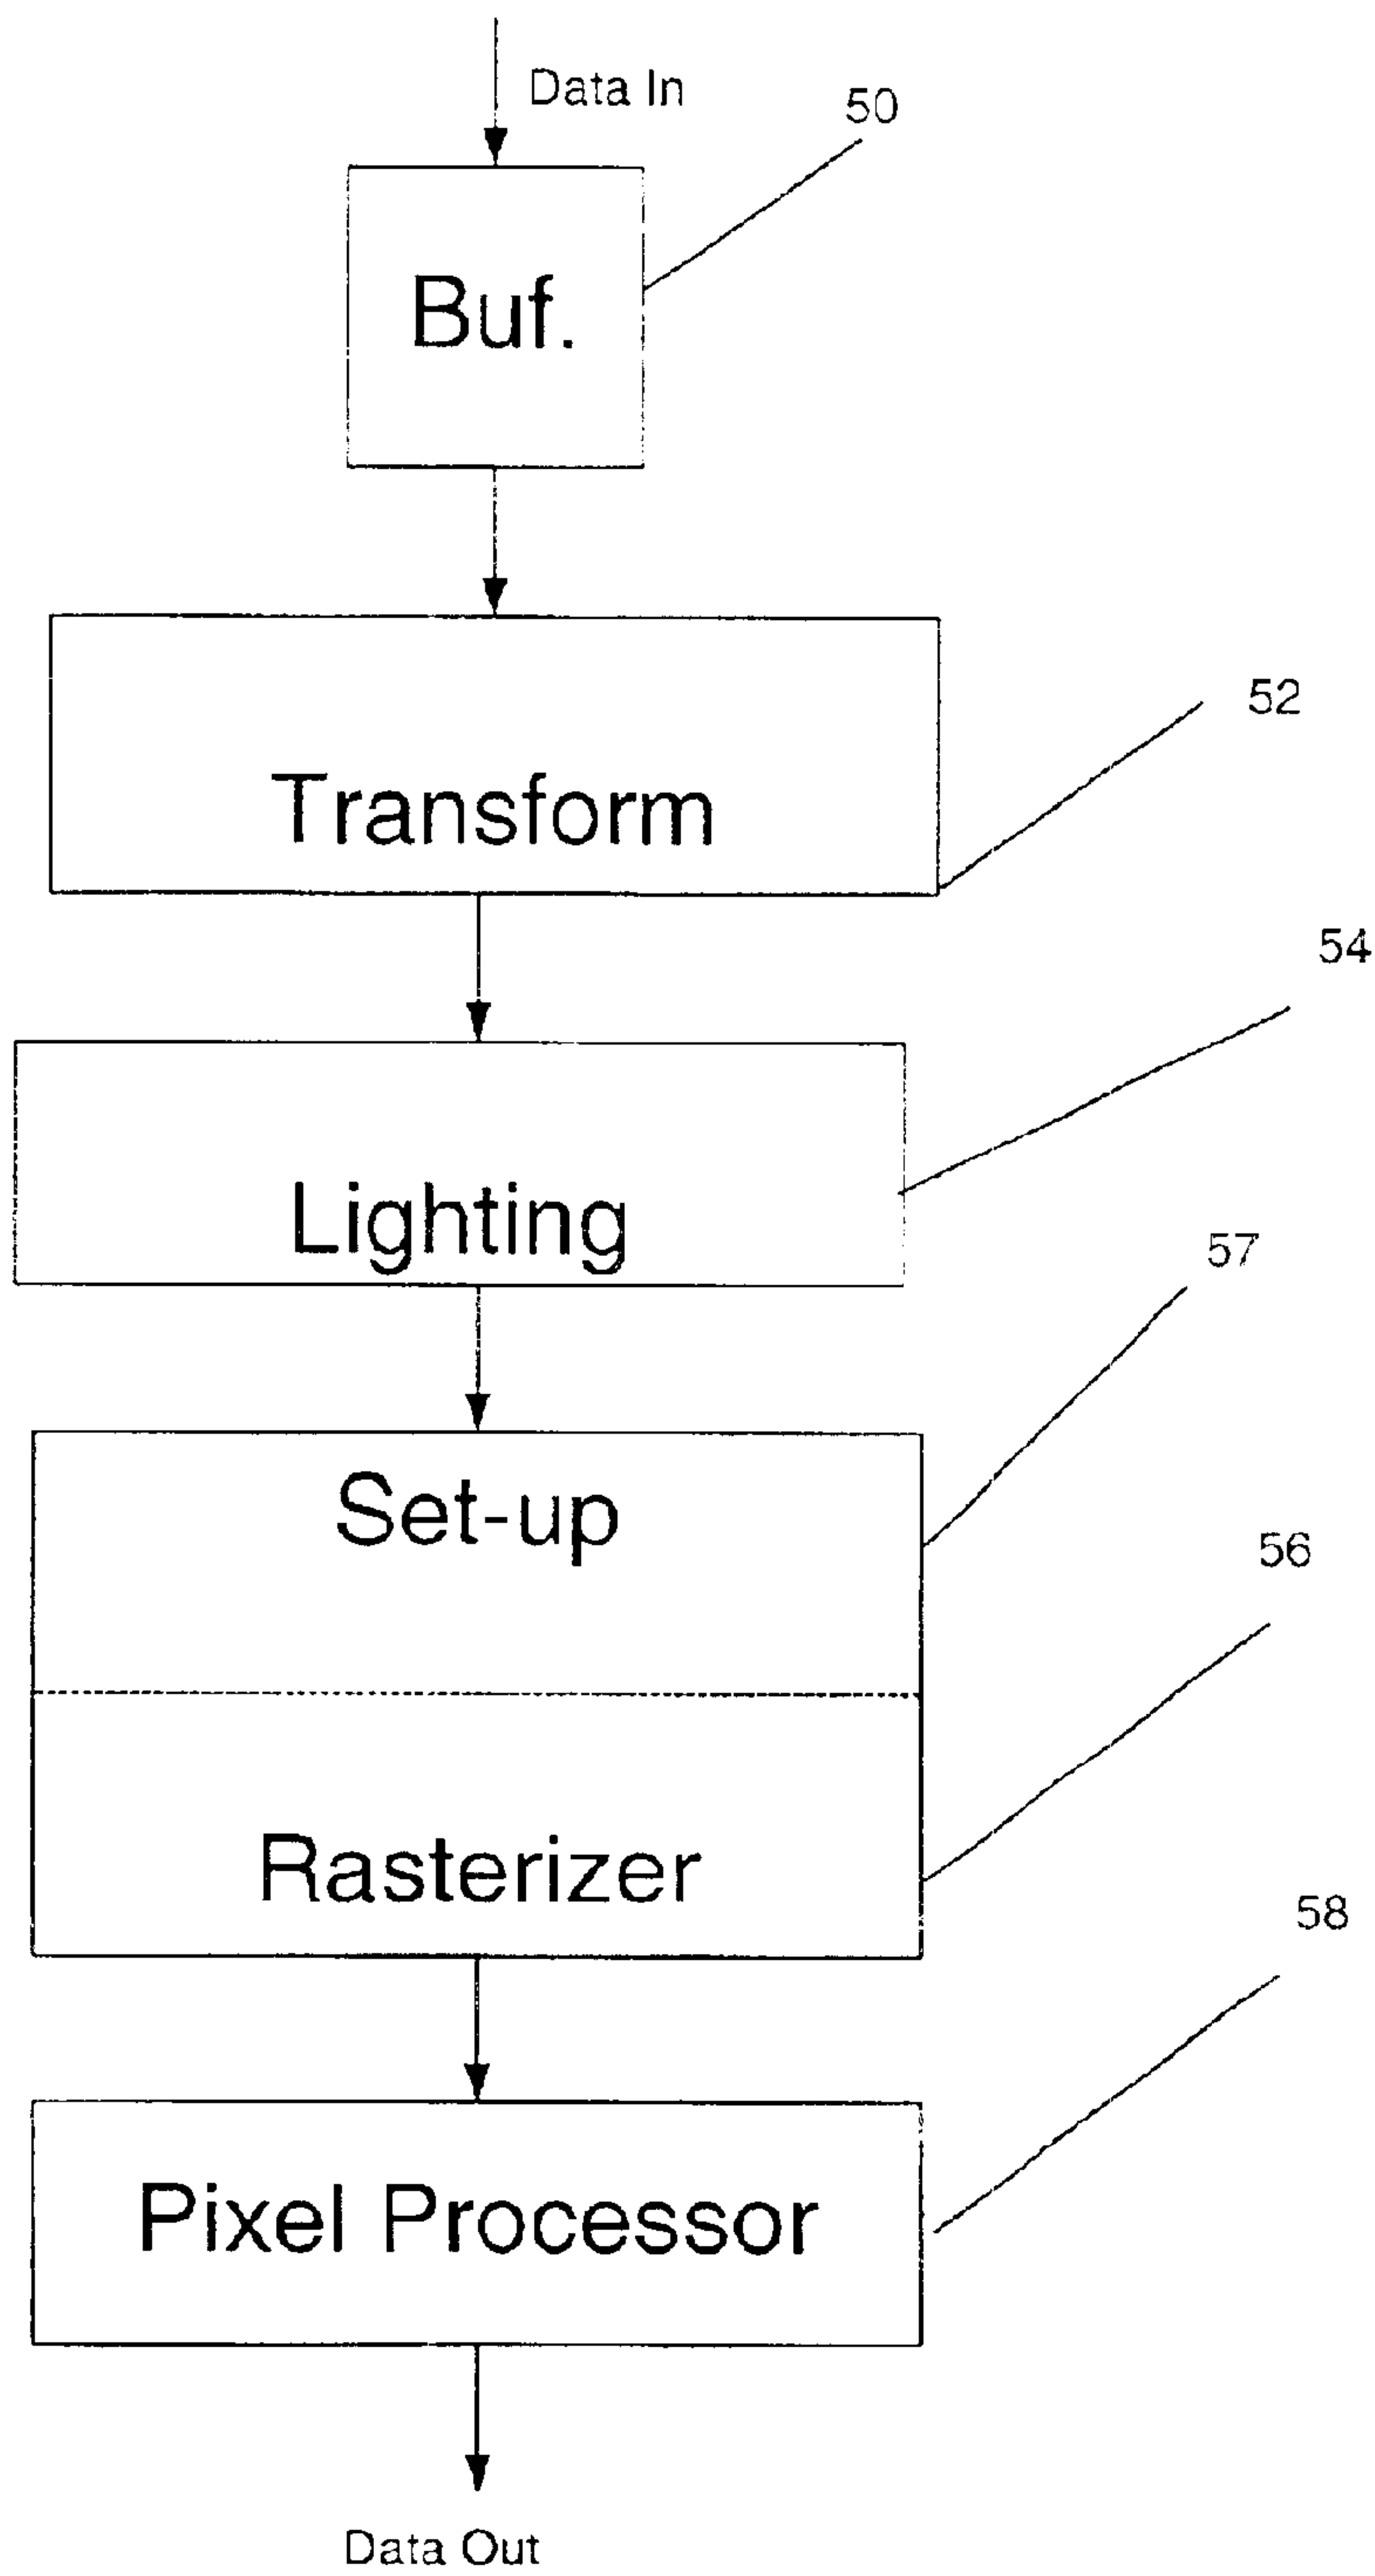 Data In
50
Buf.
52
Transform
54
Lighting
57
Set-up
56
Rasterizer
58
Pixel Processor
Data Out